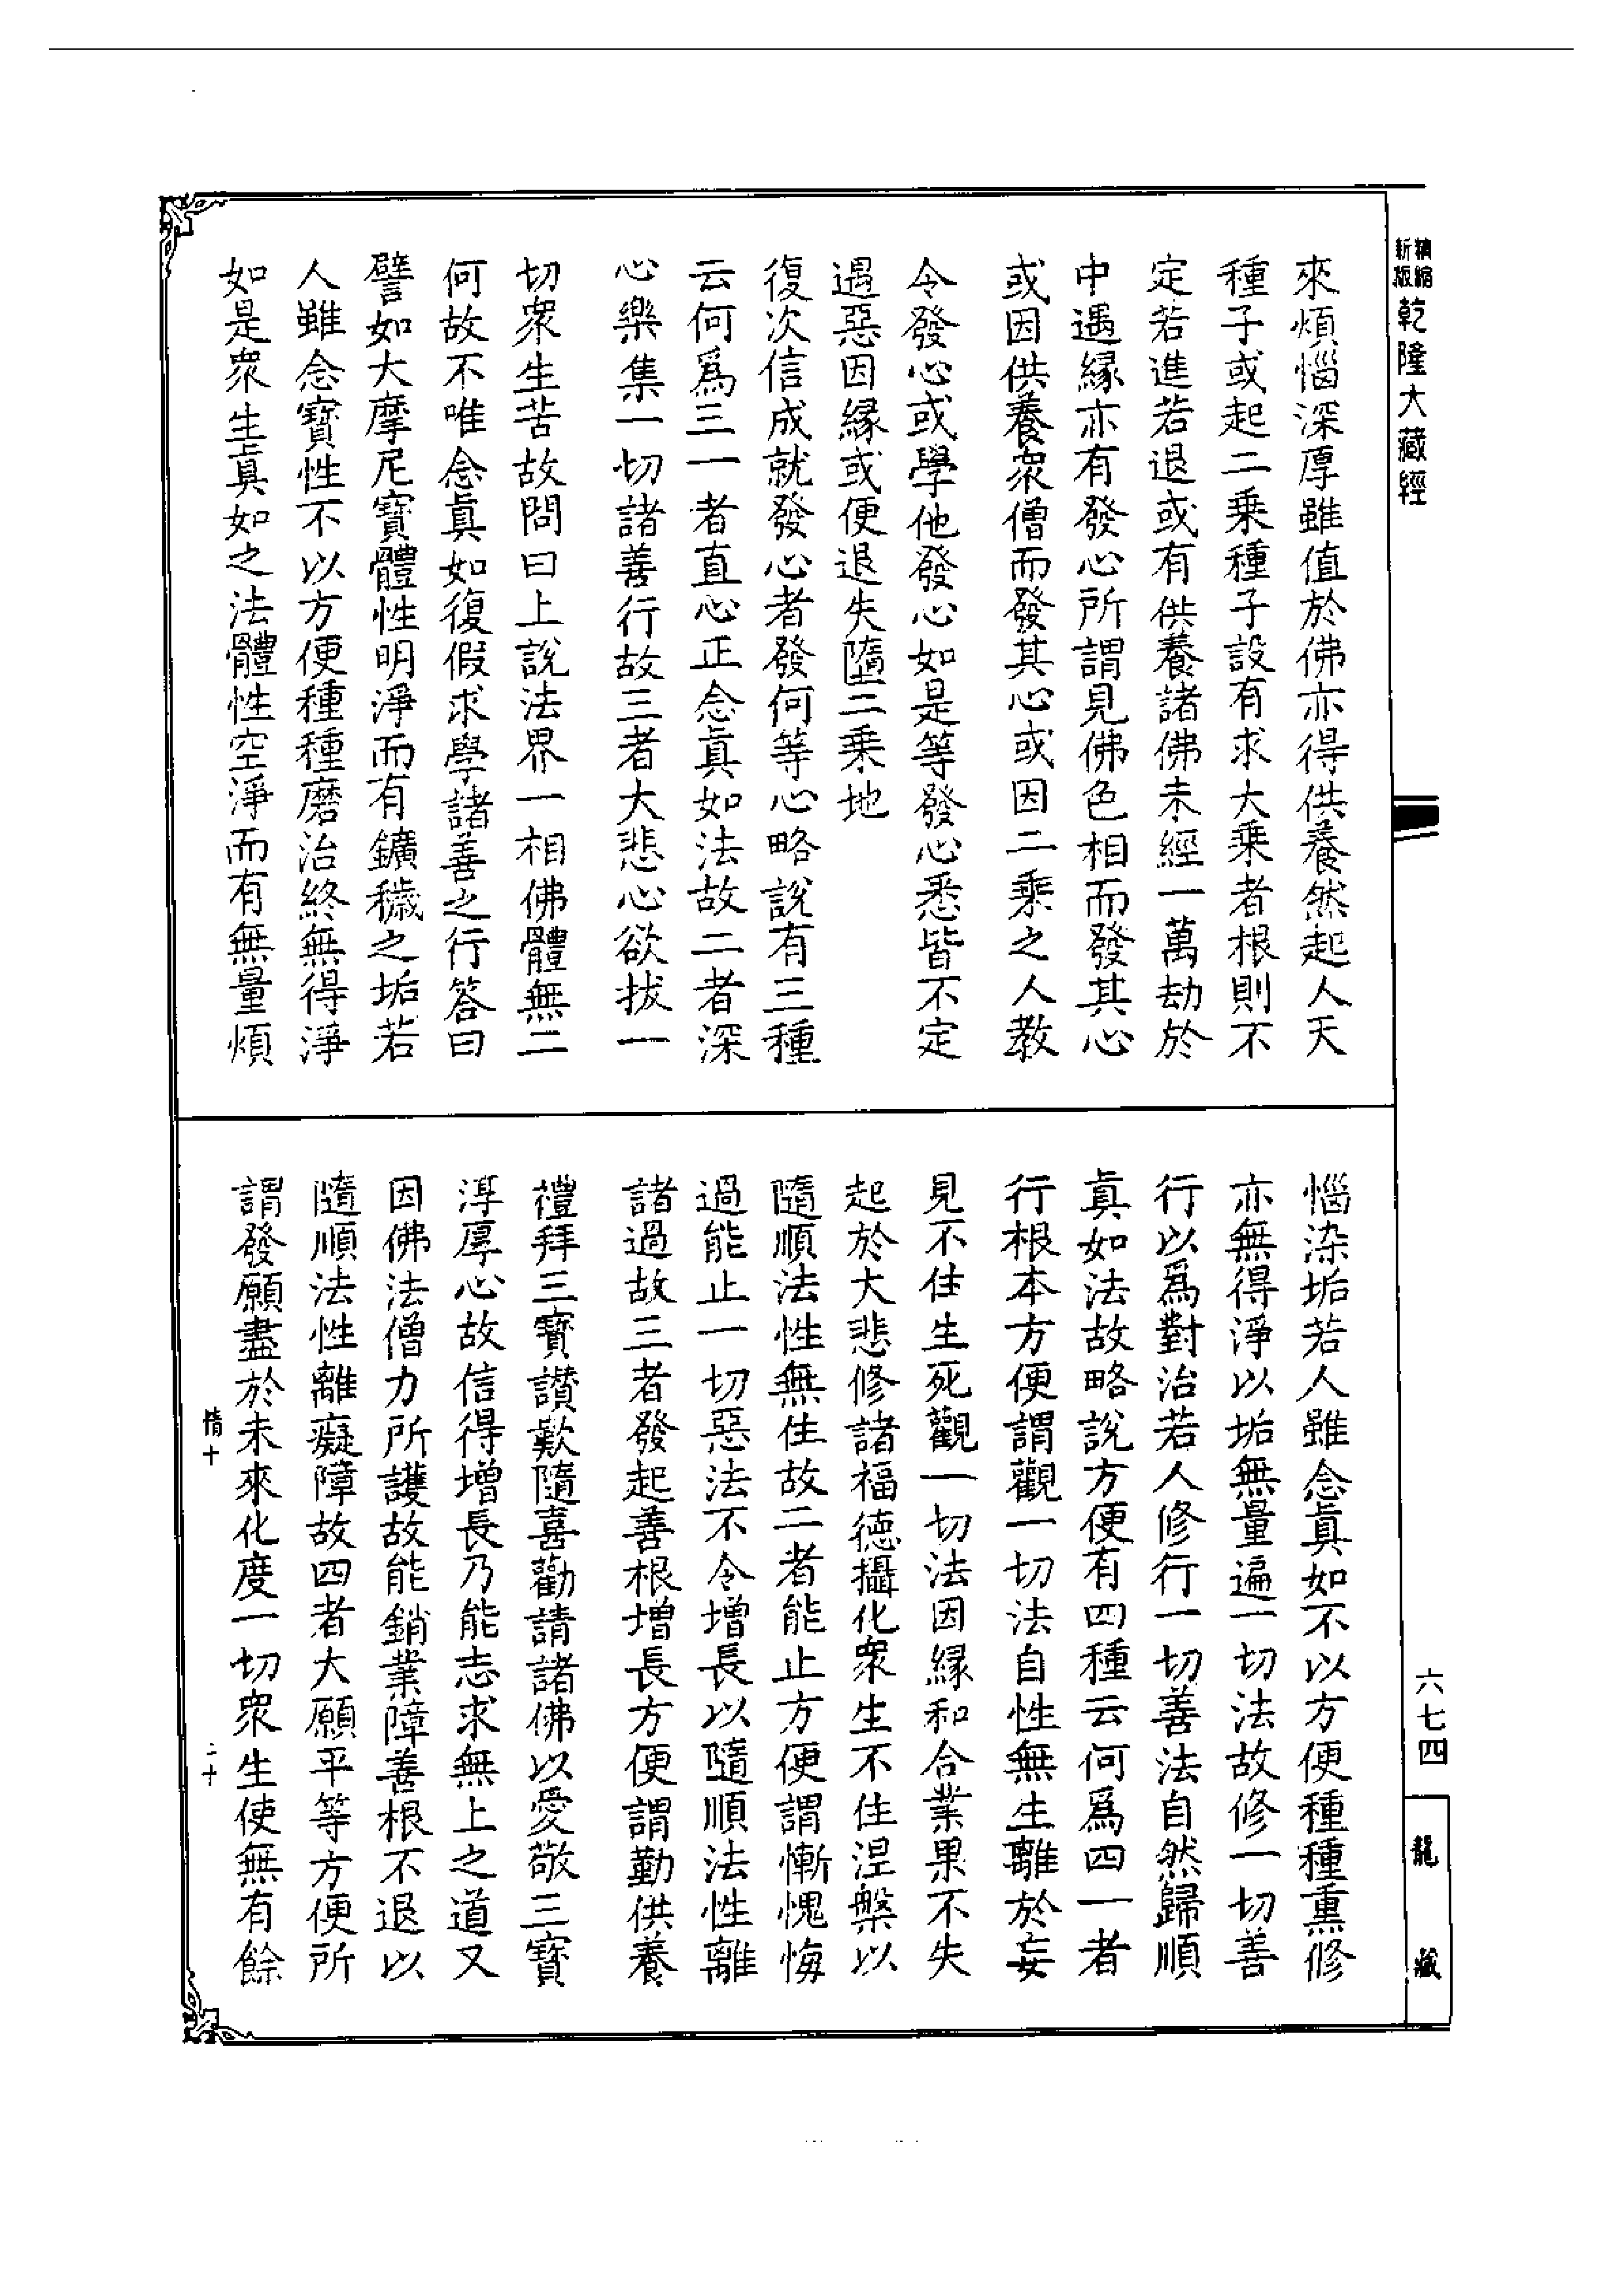 新版精縮
乾隆大藏經
來煩惱深厚雖值於佛亦得供養然起人天
種子或起二乘種子設有求大乘者根則不
定若進若退或有供養諸佛未經一萬劫於
中遇緣亦有發心所謂見佛色相而發其心
或因供養眾僧而發其心或因二乘之人教
令發心或學他發心如是等發心悉皆不定
遇惡因緣或便退失墮二乘地
復次信成就發心者發何等心略說有三種
云何爲三一者直心正念眞如法故二者深
心樂集一切諸善行故三者大悲心欲拔一
切眾生苦故問曰上說法界一相佛體無二
何故不唯念眞如復假求學諸善之行答曰
譬如大摩尼寶體性明淨而有鑛穢之垢若
人雖念寶性不以方便種種磨治終無得淨
如是眾生眞如之法體性空淨而有無量煩
惱染垢若人雖念眞如不以方便種種熏修
亦無得淨以垢無量遍一切法故修一切善
行以爲對治若人修行一切善法自然歸順
眞如法故略說方便有四種云何爲四一者
行根本方便謂觀一切法自性無生離於妄
見不住生死觀一切法因緣和合業果不失
起於大悲修諸福德攝化眾生不住涅槃以
隨順法性無住故二者能止方便謂慚愧悔
過能止一切惡法不令增長以隨順法性離
諸過故三者發起善根增長方便謂勤供養
禮拜三寶讚歎隨喜勸請諸佛以愛敬三寶
淳厚心故信得增長乃能志求無上之道又
因佛法僧力所護故能銷業障善根不退以
隨順法性離癡障故四者大願平等方便所
謂發願盡於未來化度一切眾生使無有餘
情十
二十
六七四
龍藏